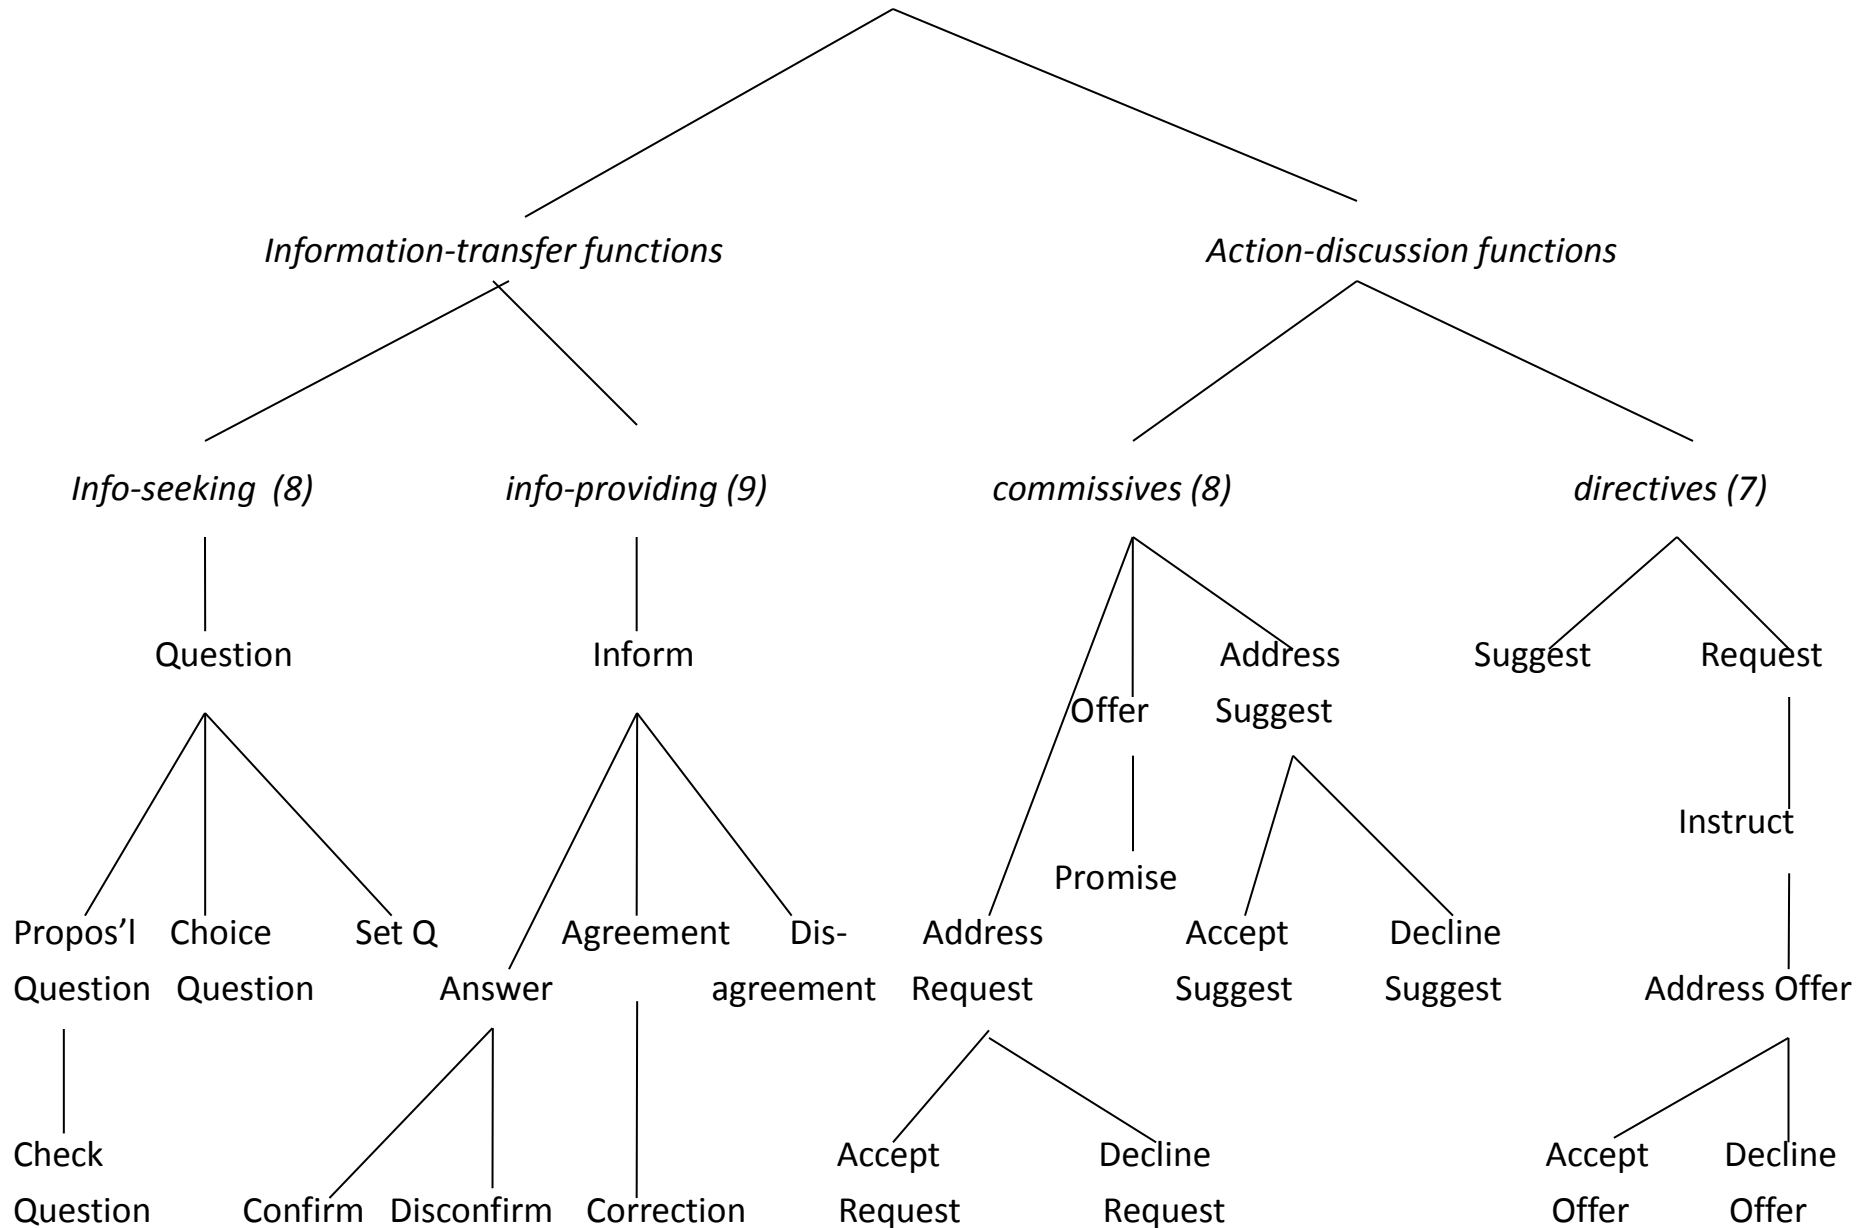 Information-transfer functions Action-discussion functions
Info-seeking (8) info-providing (9) commissives (8) directives (7)
Question Inform Address Suggest Request
Offer Suggest
Instruct
Promise
Propos’l Choice Set Q Agreement Dis- Address Accept Decline
Question Question Answer agreement Request Suggest Suggest Address Offer
Check Accept Decline Accept Decline
Question Confirm Disconfirm Correction Request Request Offer Offer